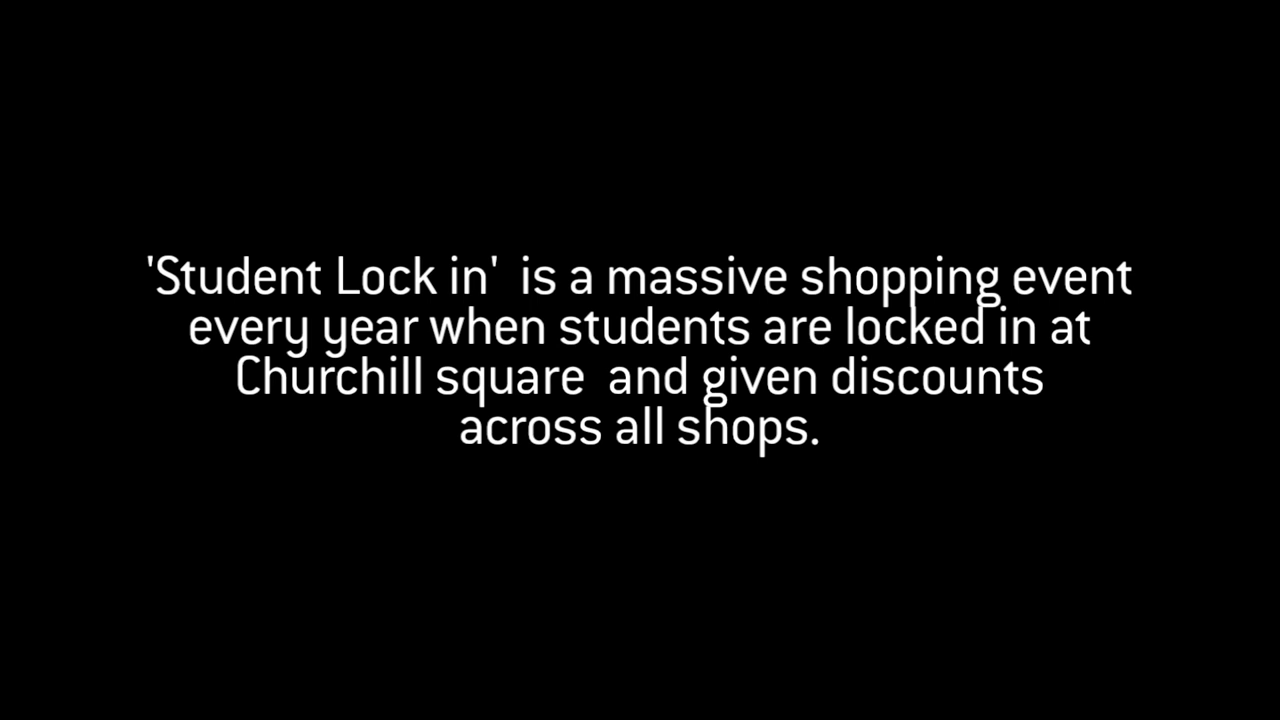 'Student Lock in'  is a massive shopping event
every year when students are locked in at
Churchill square  and given discounts
across all shops.